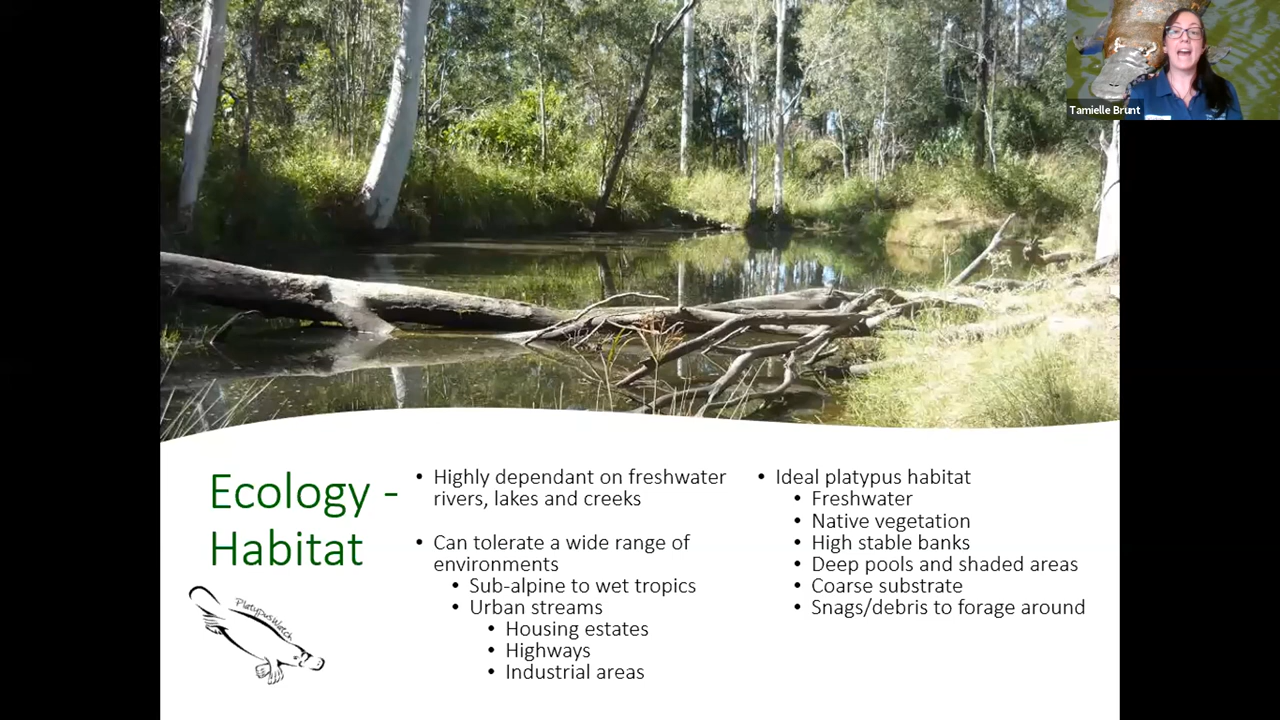 Tamielle Brunt
Ecology -
Habitat
PlatypusWatch
• Highly dependant on freshwater
rivers, lakes and creeks
• Can tolerate a wide range of
environments
• Sub-alpine to wet tropics
• Urban streams
• Housing estates
• Highways
• Industrial areas
• Ideal platypus habitat
• Freshwater
• Native vegetation
• High stable banks
• Deep pools and shaded areas
• Coarse substrate
• Snags/debris to forage around